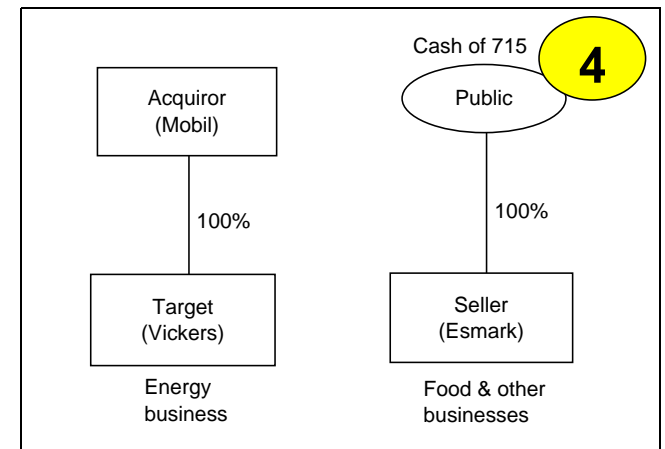 Cash of 715
4
Acquiror
(Mobil)
Public
100%
100%
Target
(Vickers)
Seller
(Esmark)
Energy
business
Food & other
businesses